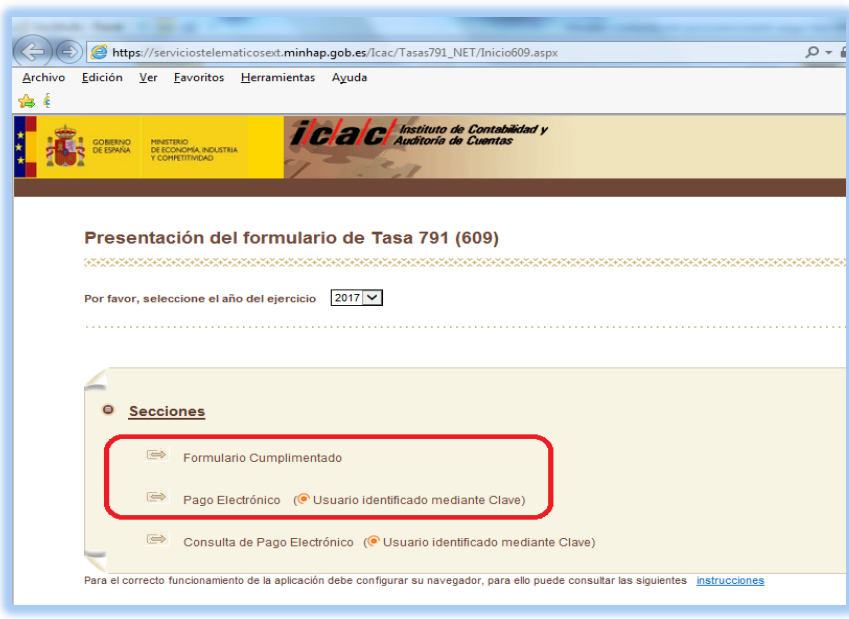 https://serviciostelematicosext.minhap.gob.es/Icac/Tasas791_NET/Inicio609.aspx
Archivo Edición Ver Favoritos Herramientas Ayuda
GOBIERNO DE ESPAÑA
MINISTERIO DE ECONOMÍA, INDUSTRIA Y COMPETITIVIDAD
icac Instituto de Contabilidad y Auditoría de Cuentas
Presentación del formulario de Tasa 791 (609)
Por favor, seleccione el año del ejercicio 2017
Secciones
Formulario Cumplimentado
Pago Electrónico (Usuario identificado mediante Clave)
Consulta de Pago Electrónico (Usuario identificado mediante Clave)
Para el correcto funcionamiento de la aplicación debe configurar su navegador, para ello puede consultar las siguientes instrucciones